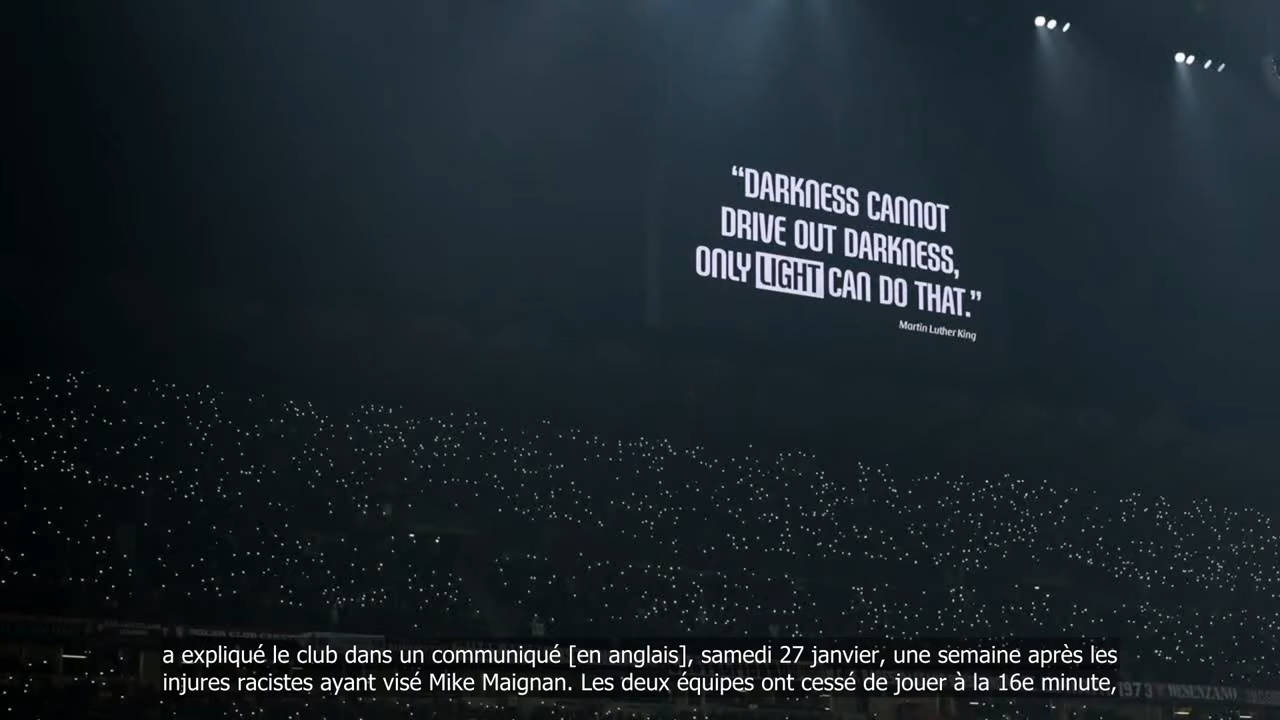 “DARKNESS CANNOT
DRIVE OUT DARKNESS,
ONLY LIGHT CAN DO THAT.”
Martin Luther King
a expliqué le club dans un communiqué [en anglais], samedi 27 janvier, une semaine après les
injures racistes ayant visé Mike Maignan. Les deux équipes ont cessé de jouer à la 16e minute,
1973 DESENZANO